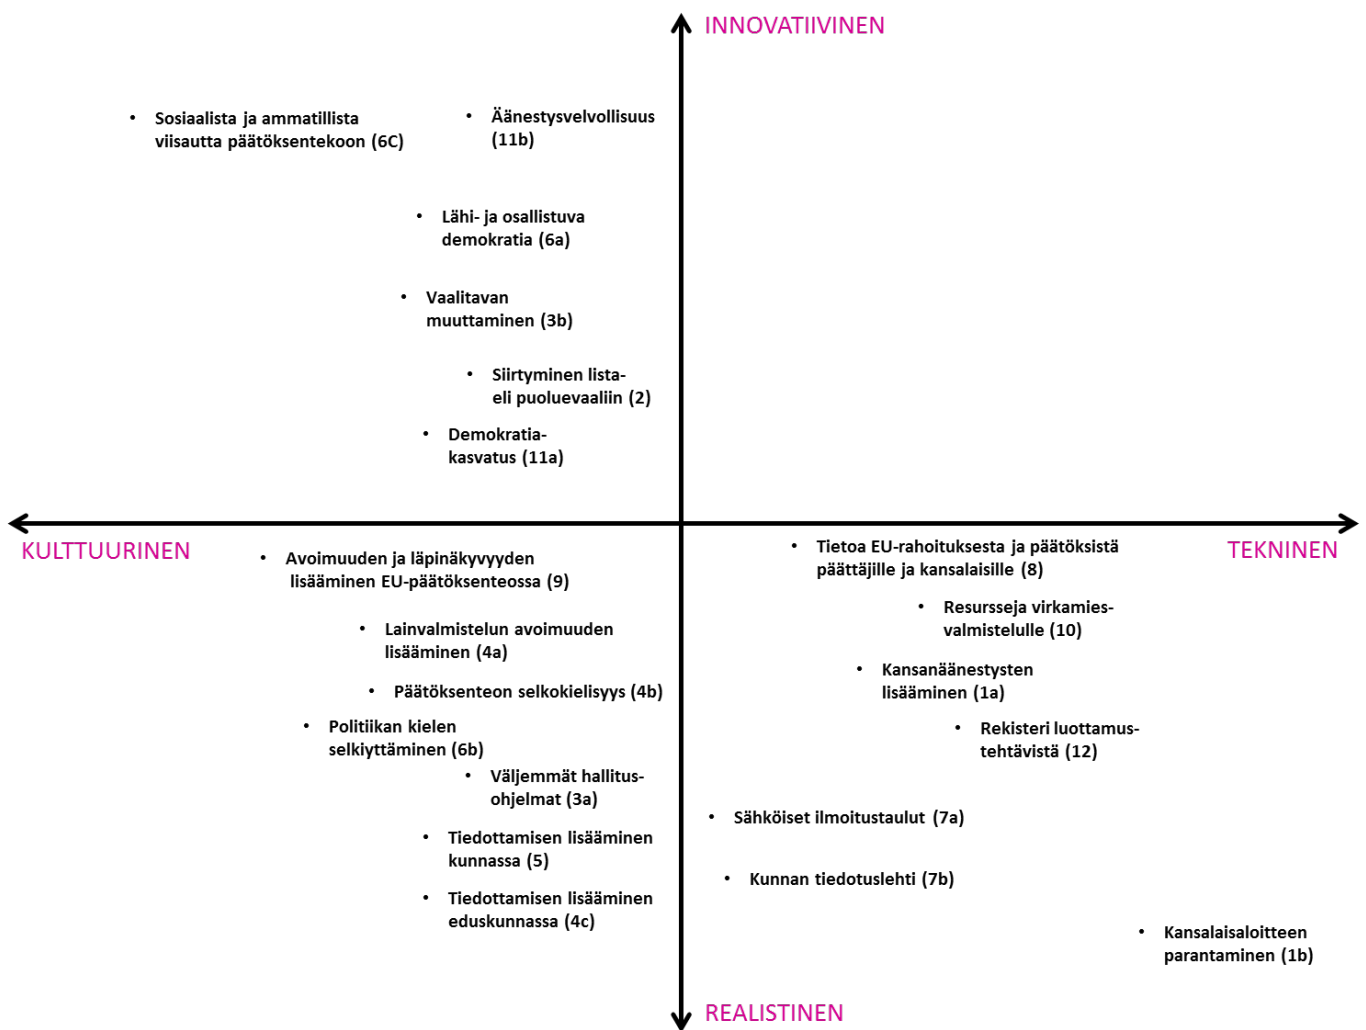 INNOVATIIVINEN
• Sosiaalista ja ammatillista
viisautta päätöksentekoon (6C)
• Äänestysvelvollisuus
(11b)
• Lähi- ja osallistuva
demokratia (6a)
• Vaalitavan
muuttaminen (3b)
• Siirtyminen lista-
eli puoluevaaliin (2)
• Demokratia-
kasvatus (11a)
KULTTUURINEN
TEKNINEN
• Avoimuuden ja läpinäkyvyyden
lisääminen EU-päätöksenteossa (9)
• Lainvalmistelun avoimuuden
lisääminen (4a)
• Päätöksenteon selkokielisyys (4b)
• Politiikan kielen
selkiyttäminen (6b)
• Väljemmät hallitus-
ohjelmat (3a)
• Tiedottamisen lisääminen
kunnassa (5)
• Tiedottamisen lisääminen
eduskunnassa (4c)
• Tietoa EU-rahoituksesta ja päätöksistä
päättäjille ja kansalaisille (8)
• Resursseja virkamies-
valmistelulle (10)
• Kansanäänestysten
lisääminen (1a)
• Rekisteri luottamus-
tehtävistä (12)
• Sähköiset ilmoitustaulut (7a)
• Kunnan tiedotuslehti (7b)
• Kansalaisaloitteen
parantaminen (1b)
REALISTINEN